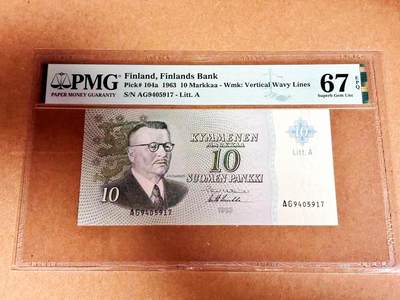 PMG
PAPER MONEY GUARANTY
Finland, Finlands Bank
Pick# 104a 1963 10 Markkaa - Wmk: Vertical Wavy Lines
S/N AG9405917 - Litt. A
67 EPQ
Superb Gem Unc
KYMMENEN
MARKKAA
10
SUOMEN PANKKI
10
Litt. A
10
AG9405917
AG9405917
1963